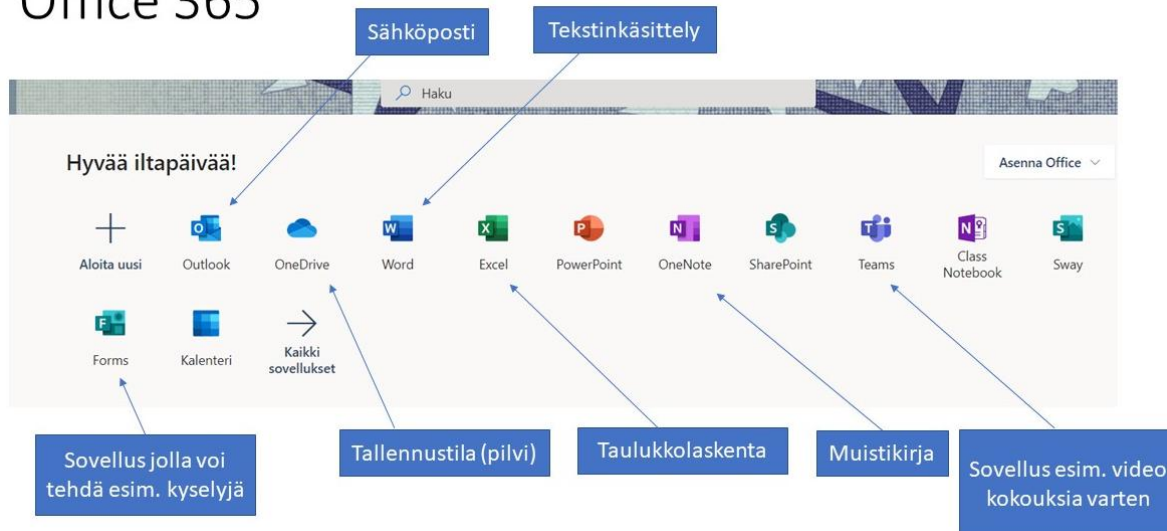 Office 365
Sähköposti
Tekstinkäsittely
Haku
Hyvää iltapäivää!
Asenna Office
Aloita uusi
Outlook
OneDrive
Word
Excel
PowerPoint
OneNote
SharePoint
Teams
Class
Notebook
Sway
Forms
Kalenteri
Kaikki
sovellukset
Sovellus jolla voi
tehdä esim. kyselyjä
Tallennustila (pilvi)
Taulukkolaskenta
Muistikirja
Sovellus esim. video
kokouksia varten